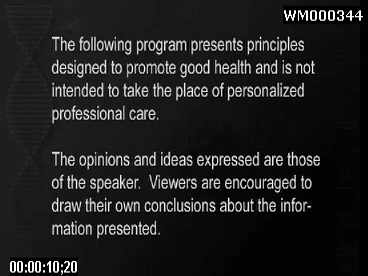 WM000344
The following program presents principles
designed to promote good health and is not
intended to take the place of personalized
professional care.
The opinions and ideas expressed are those
of the speaker.  Viewers are encouraged to
draw their own conclusions about the infor-
mation presented.
00:00:10;20